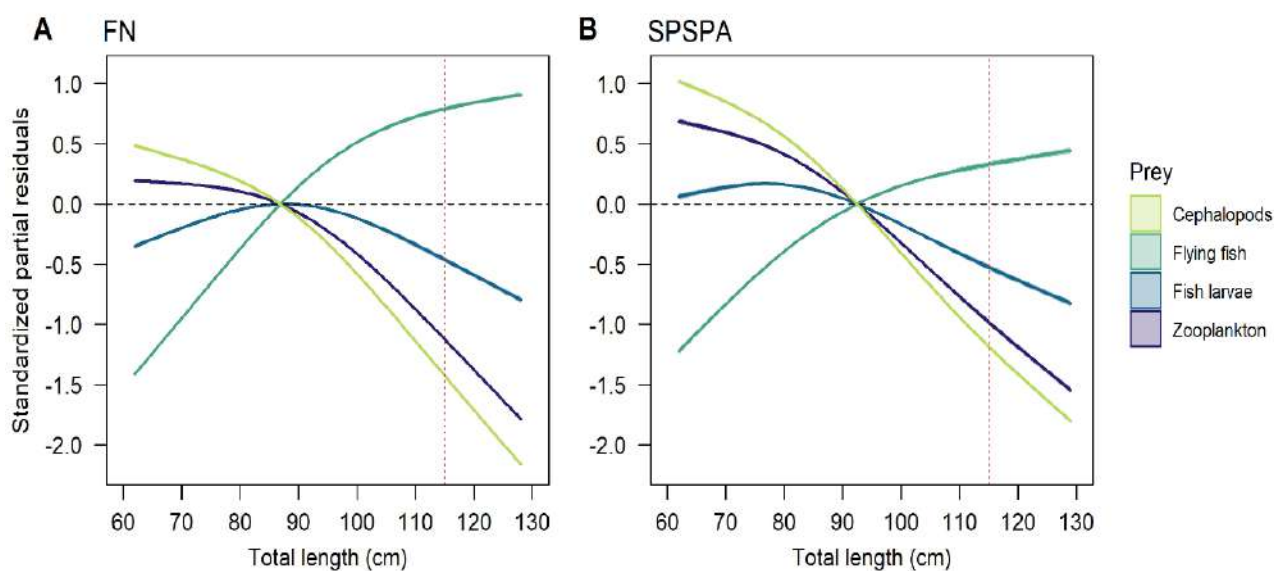 A FN
B SPSPA
Standardized partial residuals
1.0
0.5
0.0
-0.5
-1.0
-1.5
-2.0
60 70 80 90 100 110 120 130
Total length (cm)
1.0
0.5
0.0
-0.5
-1.0
-1.5
-2.0
60 70 80 90 100 110 120 130
Total length (cm)
Prey
Cephalopods
Flying fish
Fish larvae
Zooplankton